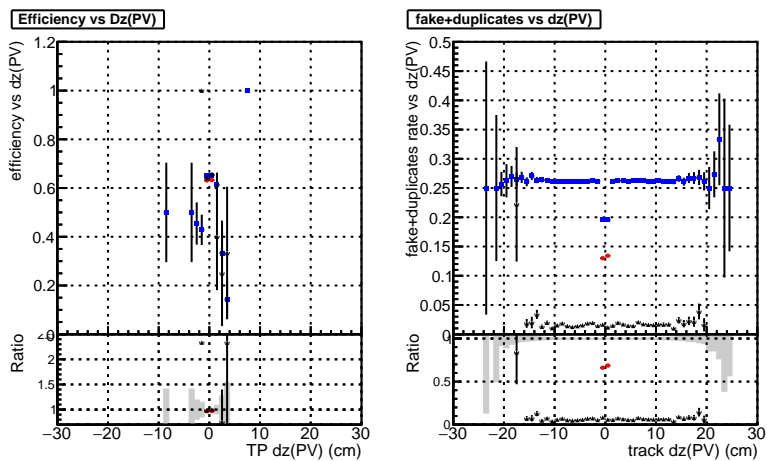 Efficiency vs Dz(PV)
efficiency vs dz(PV)
1.2
1
0.8
0.6
0.4
0.2
0
Ratio
2
1.5
1
−30 −20 −10 0 10 20 30
TP dz(PV) (cm)
fake+duplicates vs dz(PV)
fake+duplicates rate vs dz(PV)
0.5
0.45
0.4
0.35
0.3
0.25
0.2
0.15
0.1
0.05
0
Ratio
1
0.5
0
−30 −20 −10 0 10 20 30
track dz(PV) (cm)